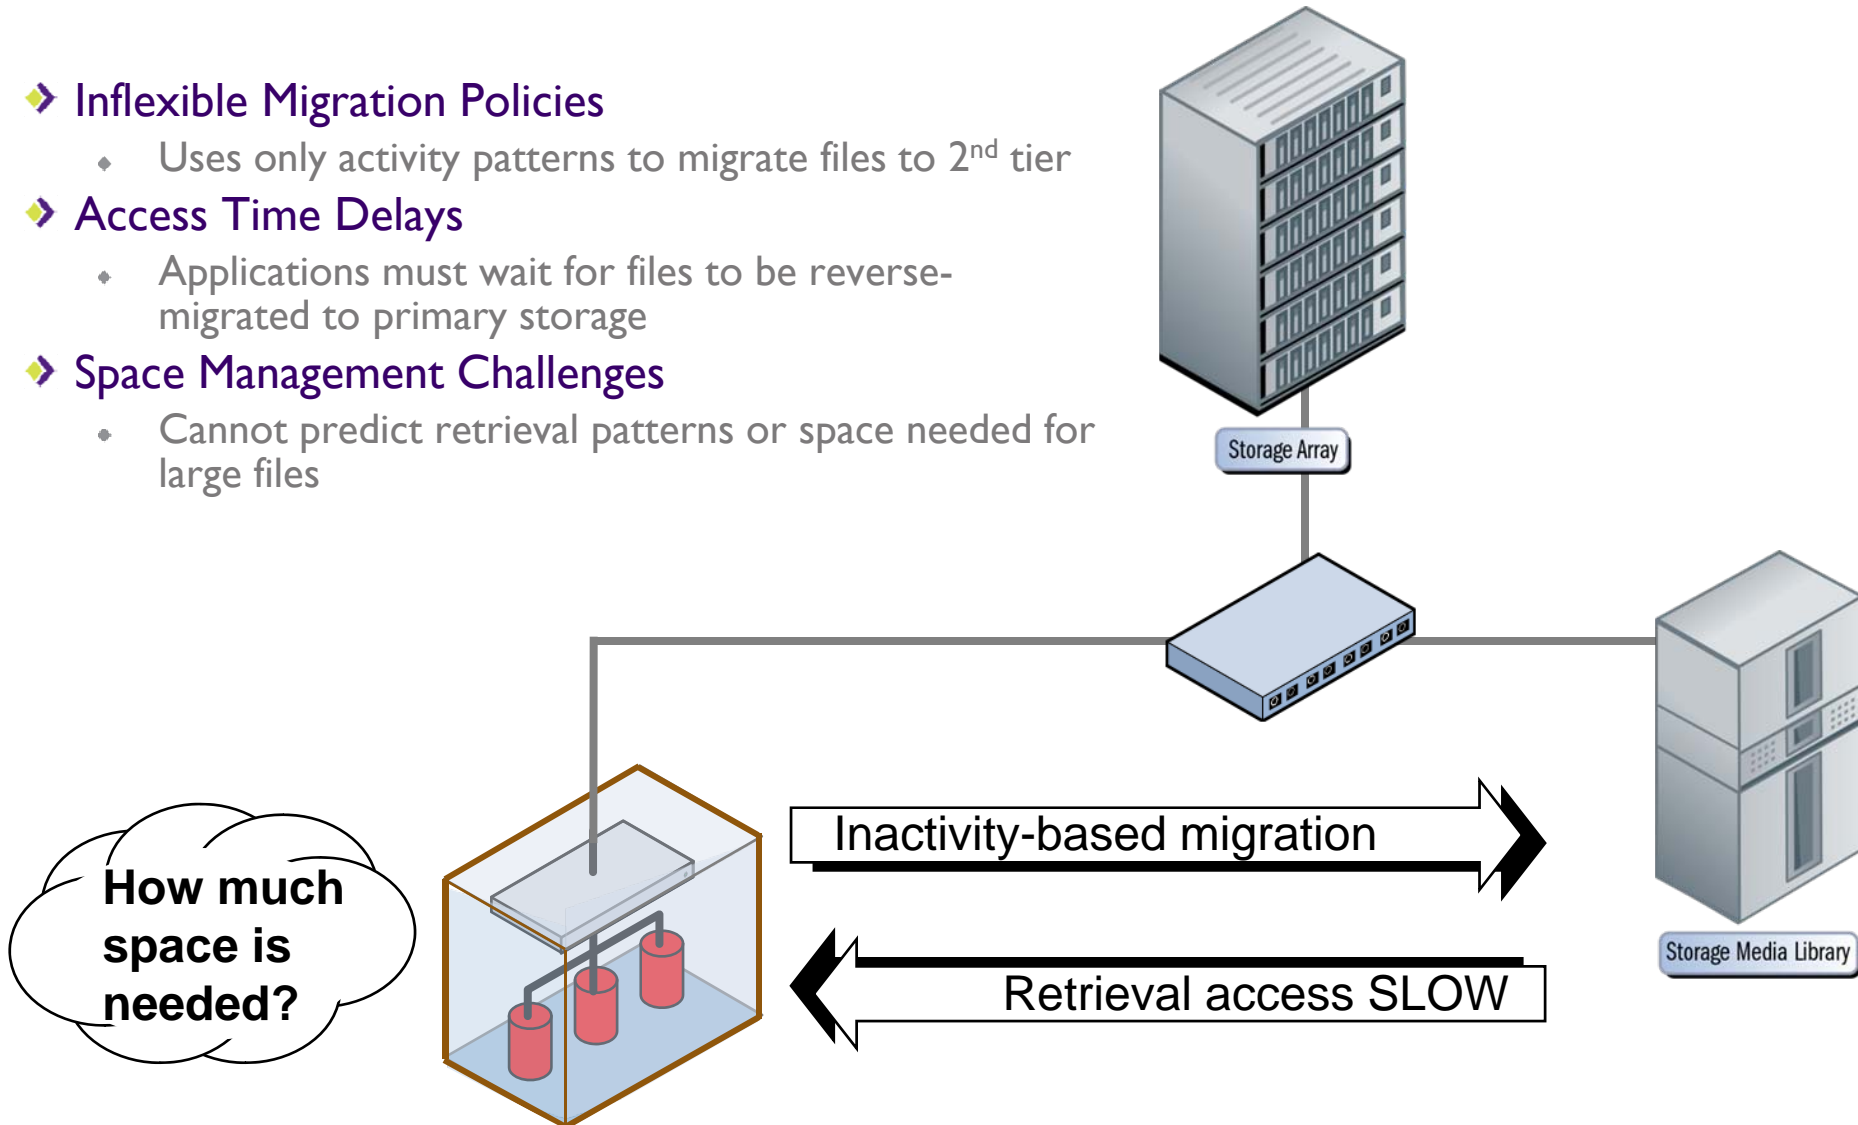 Inflexible Migration Policies
Uses only activity patterns to migrate files to 2nd tier
Access Time Delays
Applications must wait for files to be reverse-
migrated to primary storage
Space Management Challenges
Cannot predict retrieval patterns or space needed for
large files
Storage Array
Storage Media Library
How much
space is
needed?
Inactivity-based migration
Retrieval access SLOW